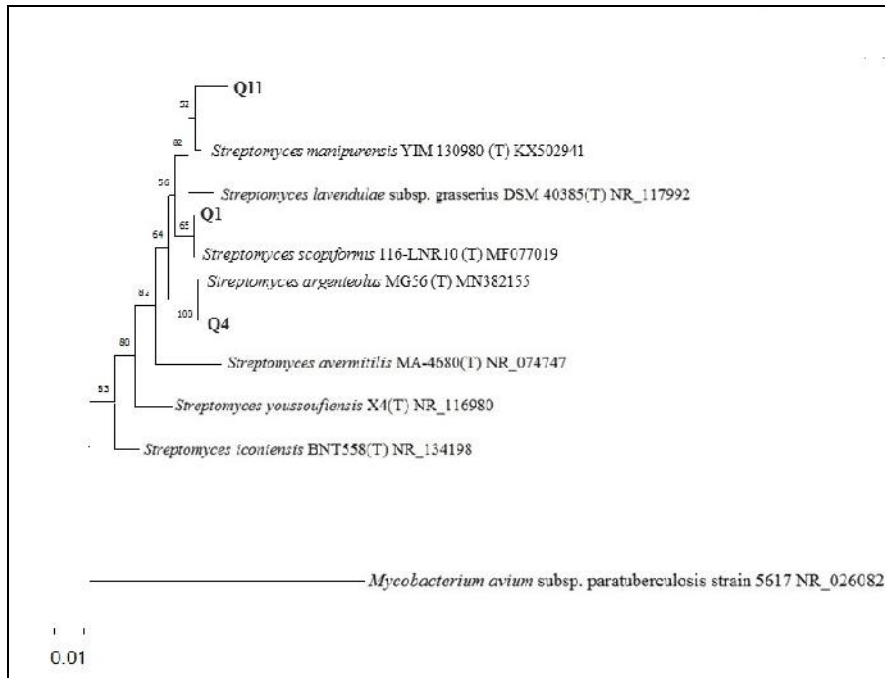 Q11
52
Streptomyces manipurensis YIM 130980 (T) KX502941
82
56
Streptomyces lavendulae subsp. grasserius DSM 40385(T) NR_117992
Q1
65
64
Streptomyces scopiformis 116-LNR10 (T) MF077019
Streptomyces argenteolus MG56 (T) MN382155
82
100
Q4
80
Streptomyces avermitilis MA-4680(T) NR_074747
53
Streptomyces youssoufiensis X4(T) NR_116980
Streptomyces iconiensis BNT558(T) NR_134198
Mycobacterium avium subsp. paratuberculosis strain 5617 NR_026082
0.01